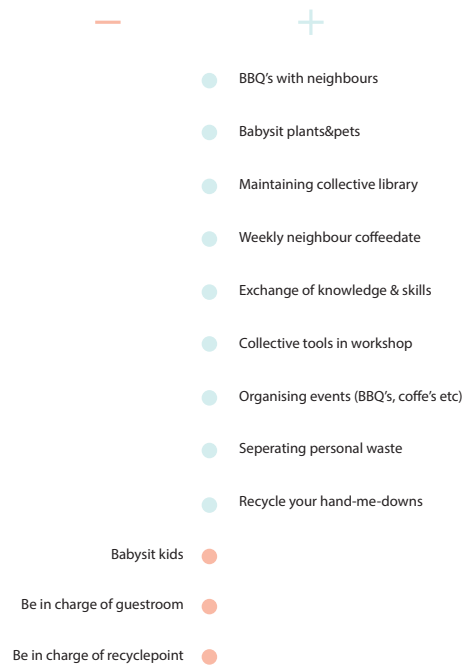 BBQ's with neighbours
Babysit plants&pets
Maintaining collective library
Weekly neighbour coffeedate
Exchange of knowledge & skills
Collective tools in workshop
Organising events (BBQ's, coffe's etc)
Seperating personal waste
Recycle your hand-me-downs
Babysit kids
Be in charge of guestroom
Be in charge of recyclepoint